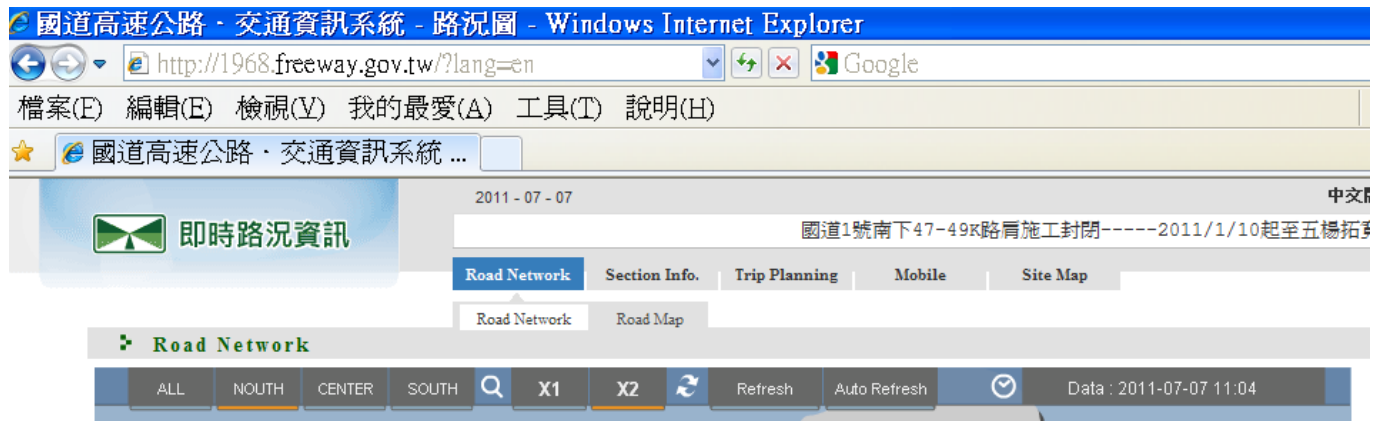 國道高速公路‧交通資訊系統 - 路況圖 - Windows Internet Explorer
http://1968.freeway.gov.tw/?lang=en Google
檔案(F) 編輯(E) 檢視(V) 我的最愛(A) 工具(T) 說明(H)
國道高速公路‧交通資訊系統 ...
2011 - 07 - 07 中文
即時路況資訊
國道1號南下47-49K路肩施工封閉-----2011/1/10起至五楊拓
Road Network Section Info. Trip Planning Mobile Site Map
Road Network Road Map
Road Network
ALL NOUTH CENTER SOUTH X1 X2 Refresh Auto Refresh Data : 2011-07-07 11:04